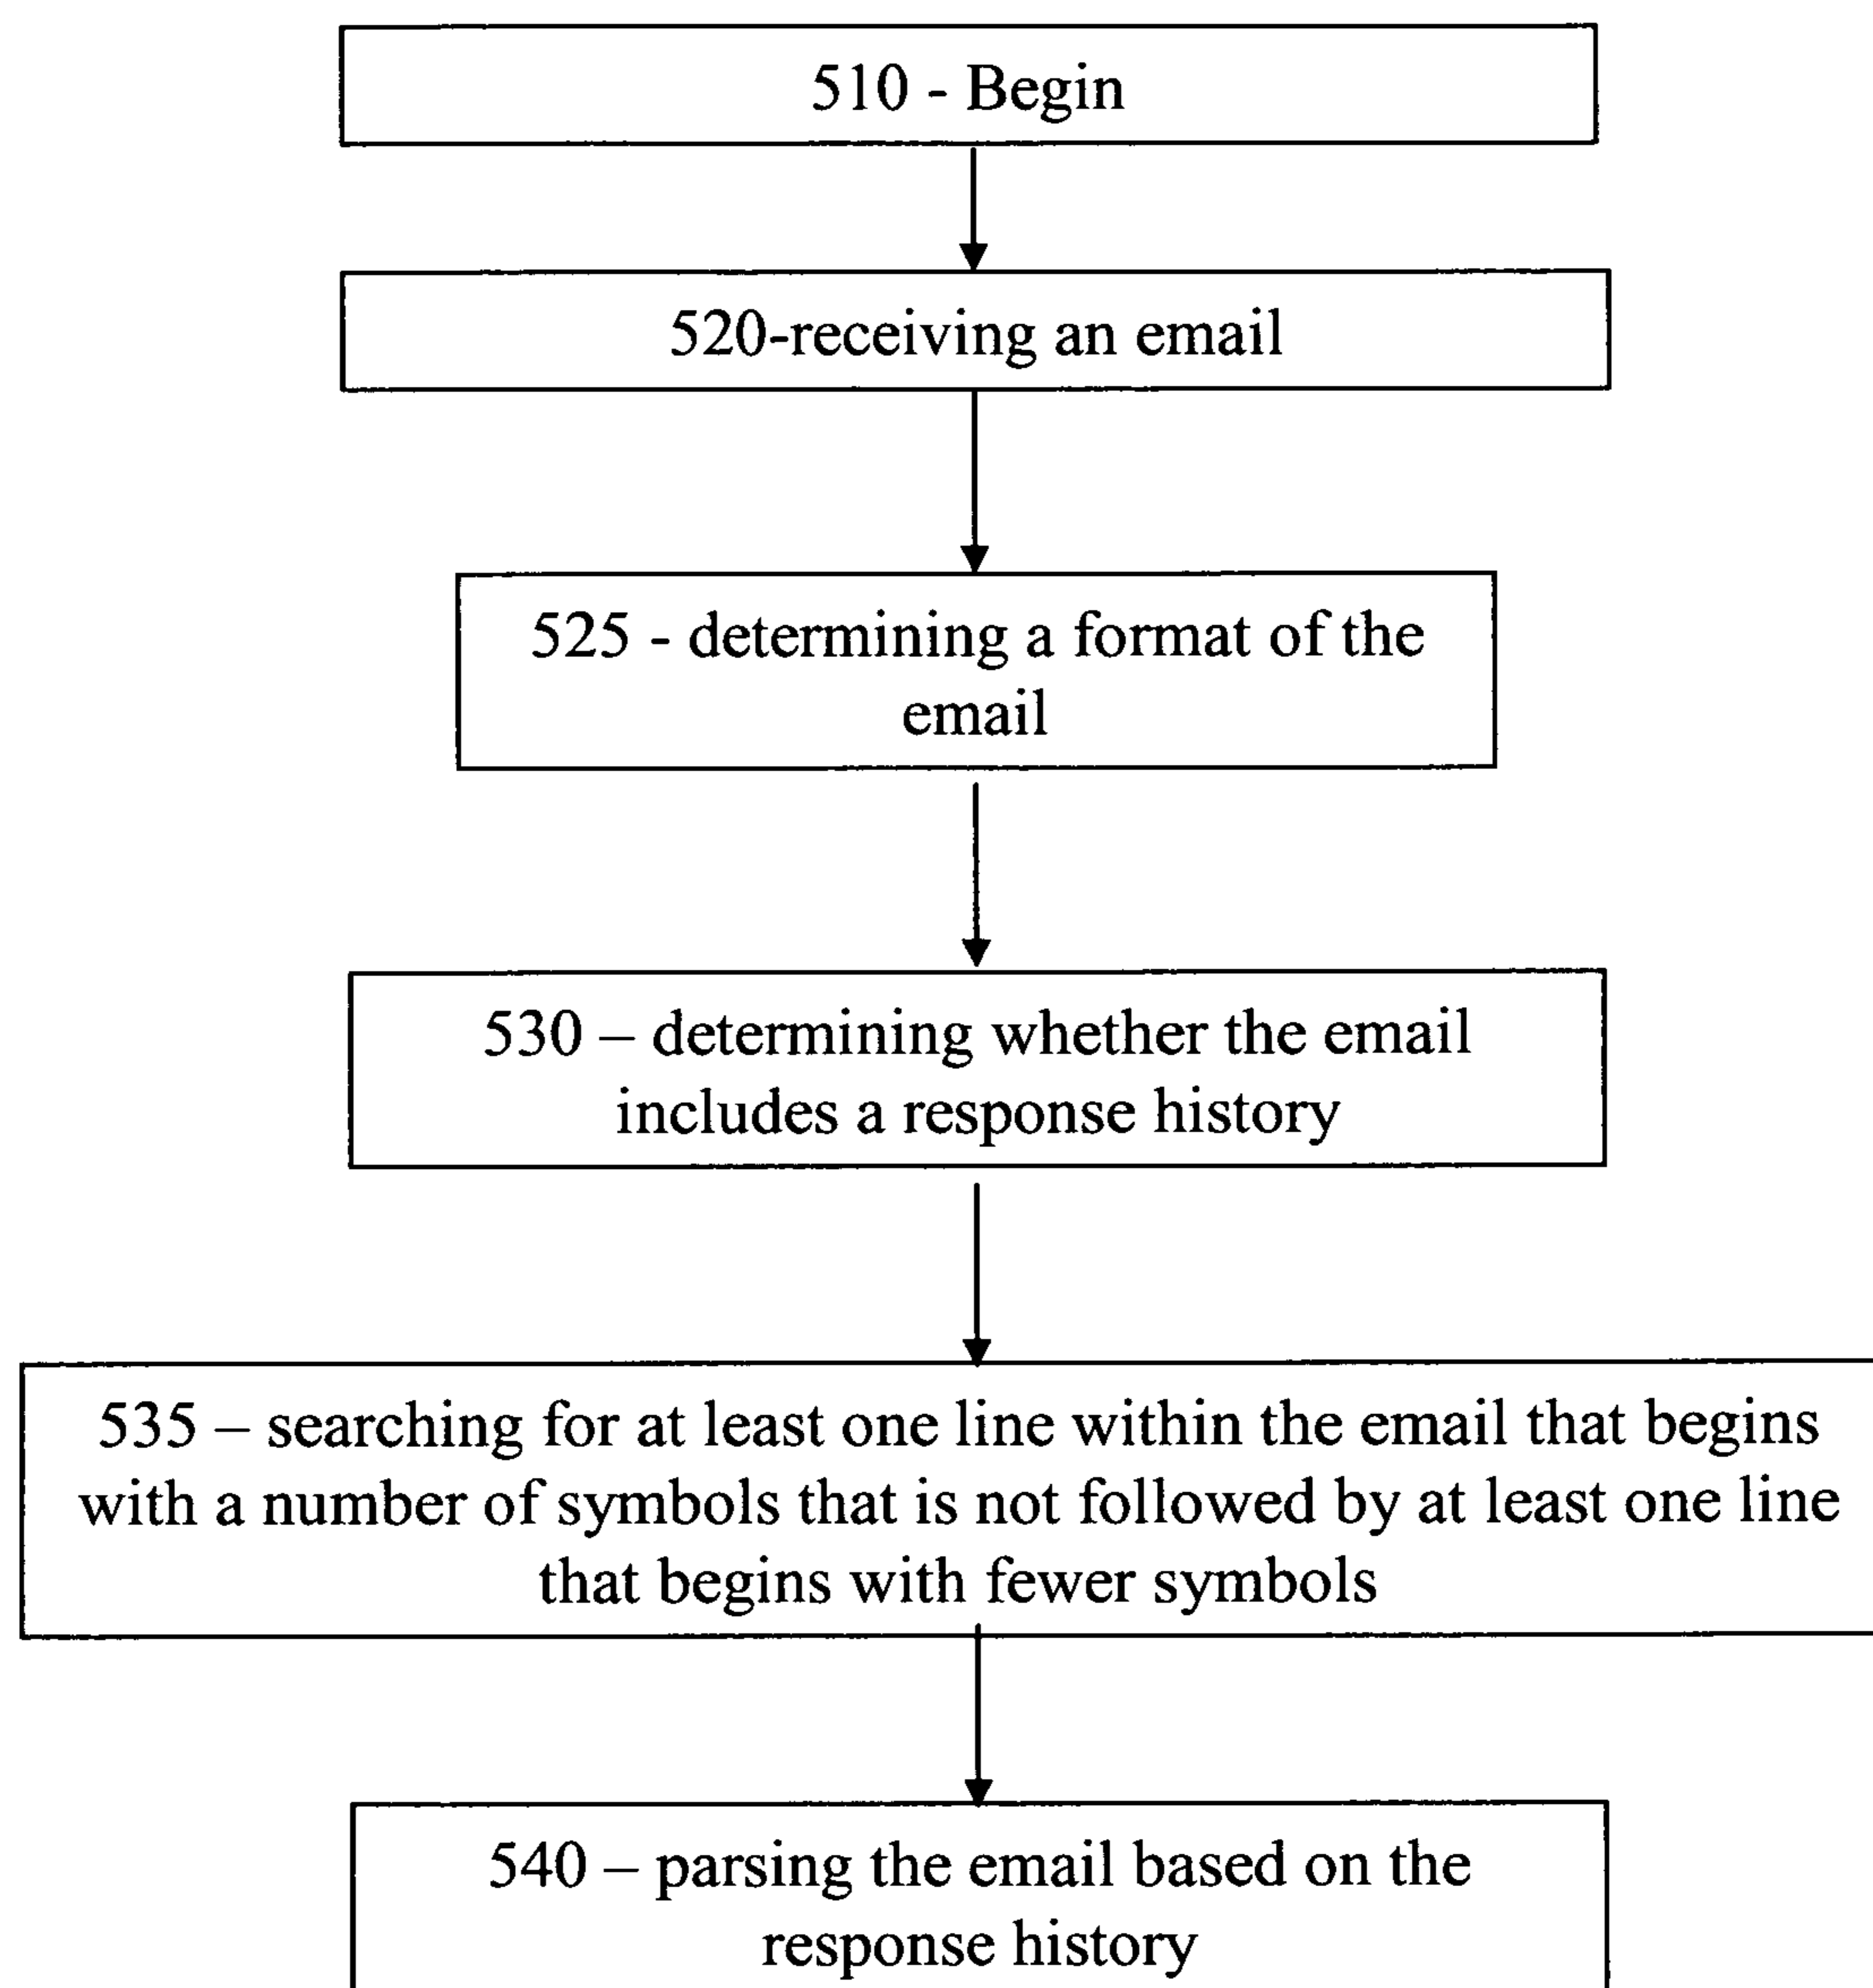 510 - Begin
520-receiving an email
525 - determining a format of the
email
530 – determining whether the email
includes a response history
535 – searching for at least one line within the email that begins
with a number of symbols that is not followed by at least one line
that begins with fewer symbols
540 – parsing the email based on the
response history